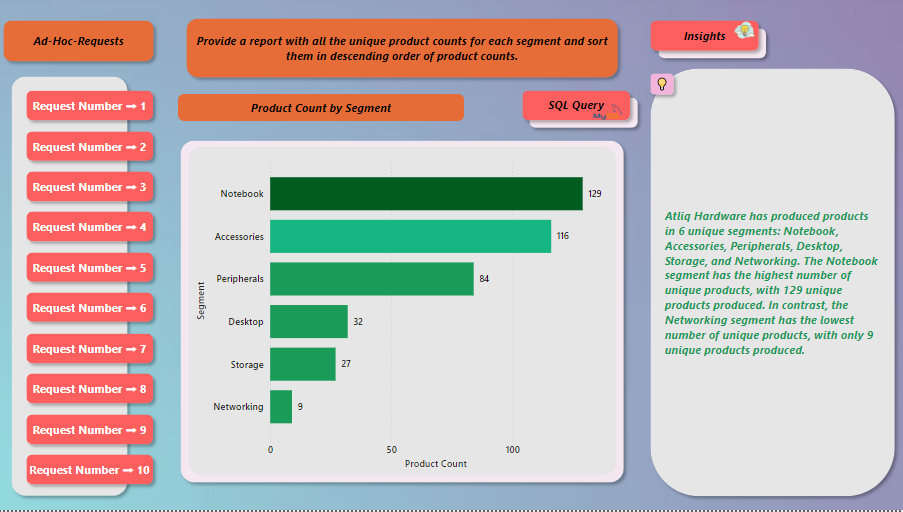 Ad-Hoc-Requests
Provide a report with all the unique product counts for each segment and sort
them in descending order of product counts.
Insights
Request Number → 1
Request Number → 2
Request Number → 3
Request Number → 4
Request Number → 5
Request Number → 6
Request Number → 7
Request Number → 8
Request Number → 9
Request Number → 10
Product Count by Segment
SQL Query
My
Segment
Notebook 129
Accessories 116
Peripherals 84
Desktop 32
Storage 27
Networking 9
0 50 100
Product Count
Atliq Hardware has produced products
in 6 unique segments: Notebook,
Accessories, Peripherals, Desktop,
Storage, and Networking. The Notebook
segment has the highest number of
unique products, with 129 unique
products produced. In contrast, the
Networking segment has the lowest
number of unique products, with only 9
unique products produced.